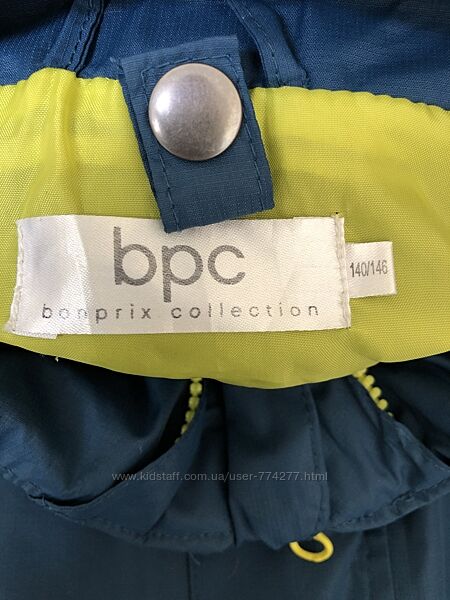 bpc
bonprix collection
140/146
www.kidstaff.com.ua/user-774277.html